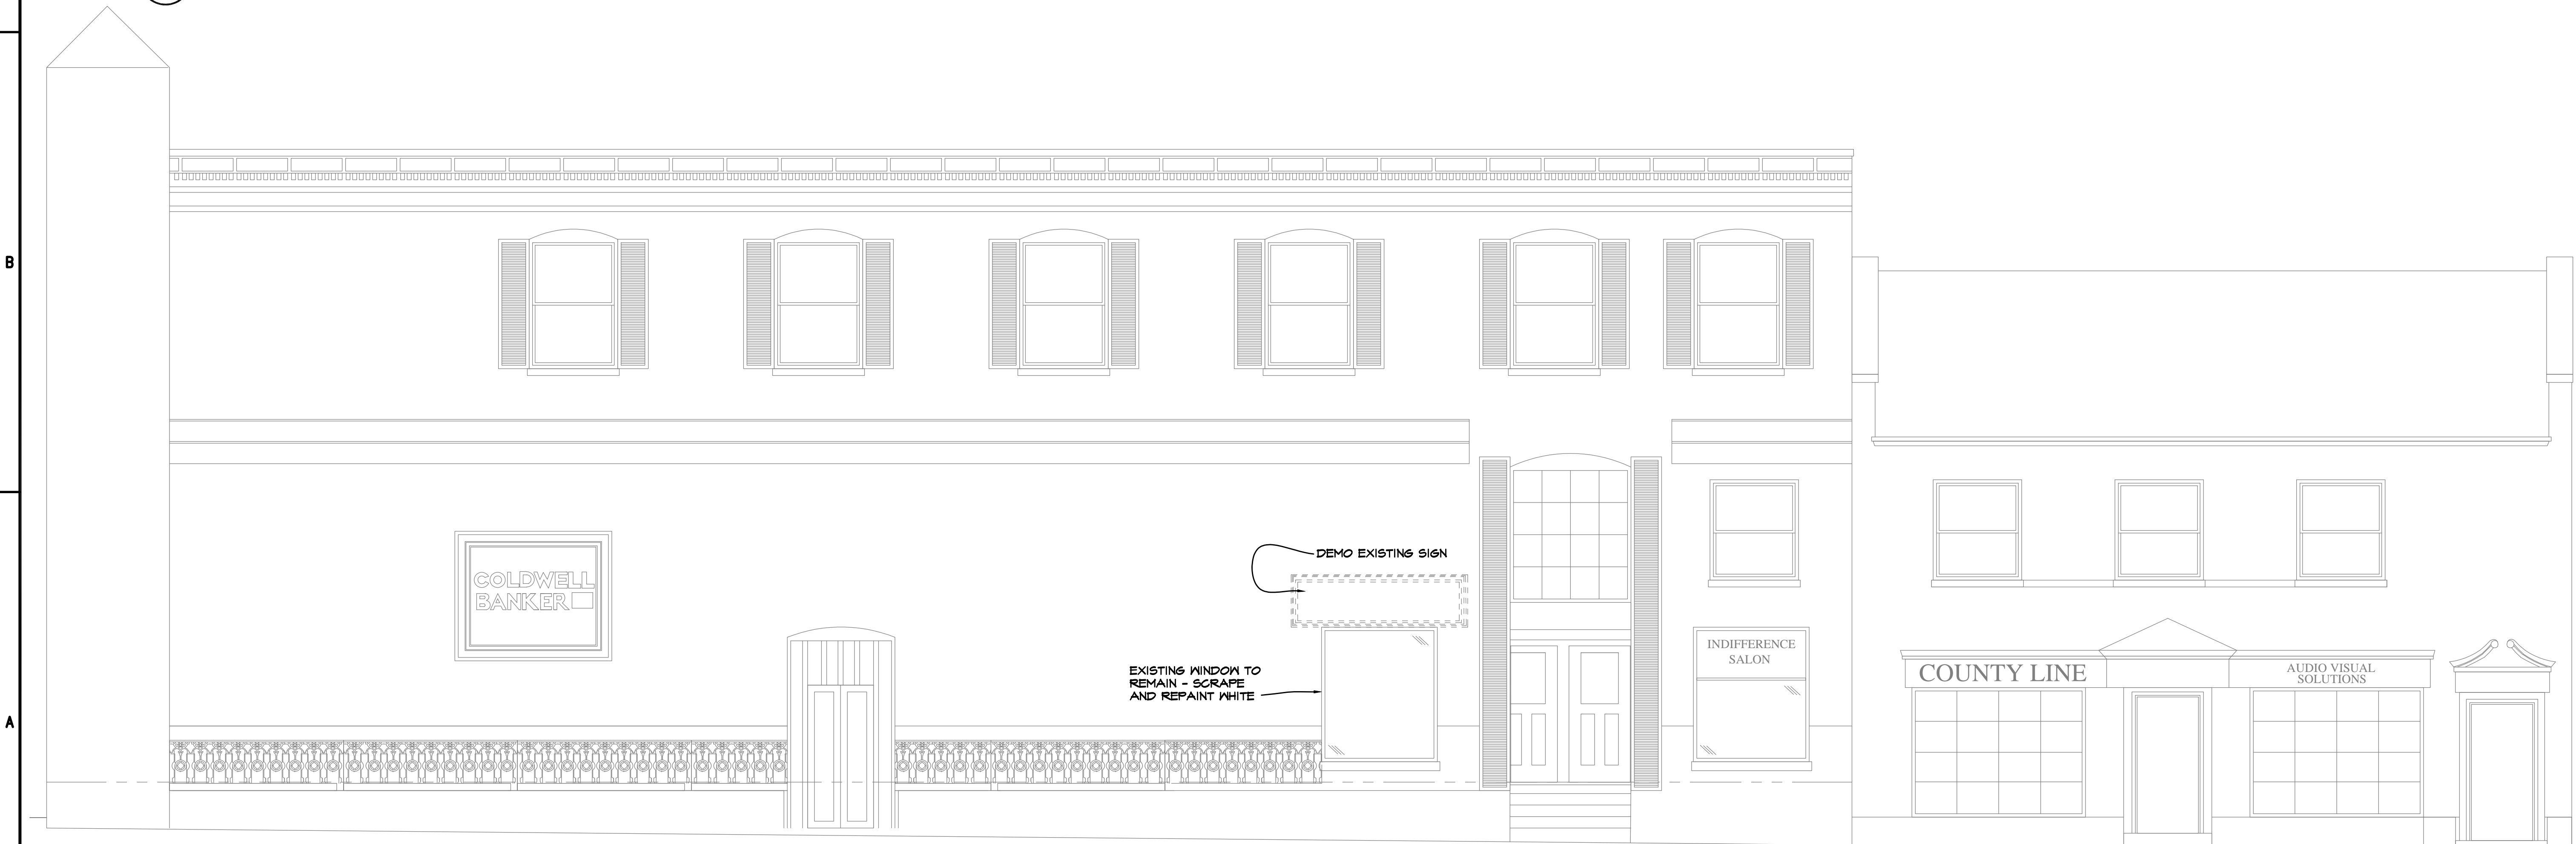 B
COLDWELL
BANKER
DEMO EXISTING SIGN
EXISTING WINDOW TO
REMAIN - SCRAPE
AND REPAINT WHITE
INDIFFERENCE
SALON
COUNTY LINE
AUDIO VISUAL
SOLUTIONS
A